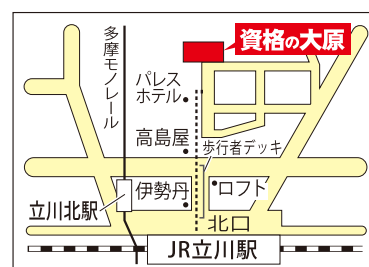 資格の大原
多摩モノレール
パレス
ホテル
高島屋
歩行者デッキ
伊勢丹
ロフト
立川北駅
北口
JR立川駅